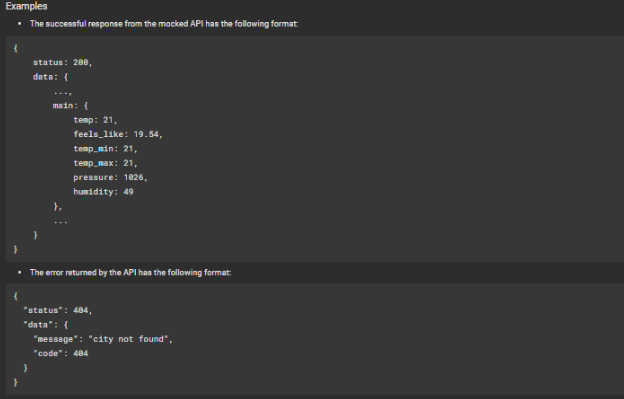 Examples
• The successful response from the mocked API has the following format:
{
    status: 200,
    data: {
        ...,
        main: {
            temp: 21,
            feels_like: 19.54,
            temp_min: 21,
            temp_max: 21,
            pressure: 1026,
            humidity: 49
        },
        ...
    }
}
• The error returned by the API has the following format:
{
  "status": 404,
  "data": {
    "message": "city not found",
    "code": 404
  }
}